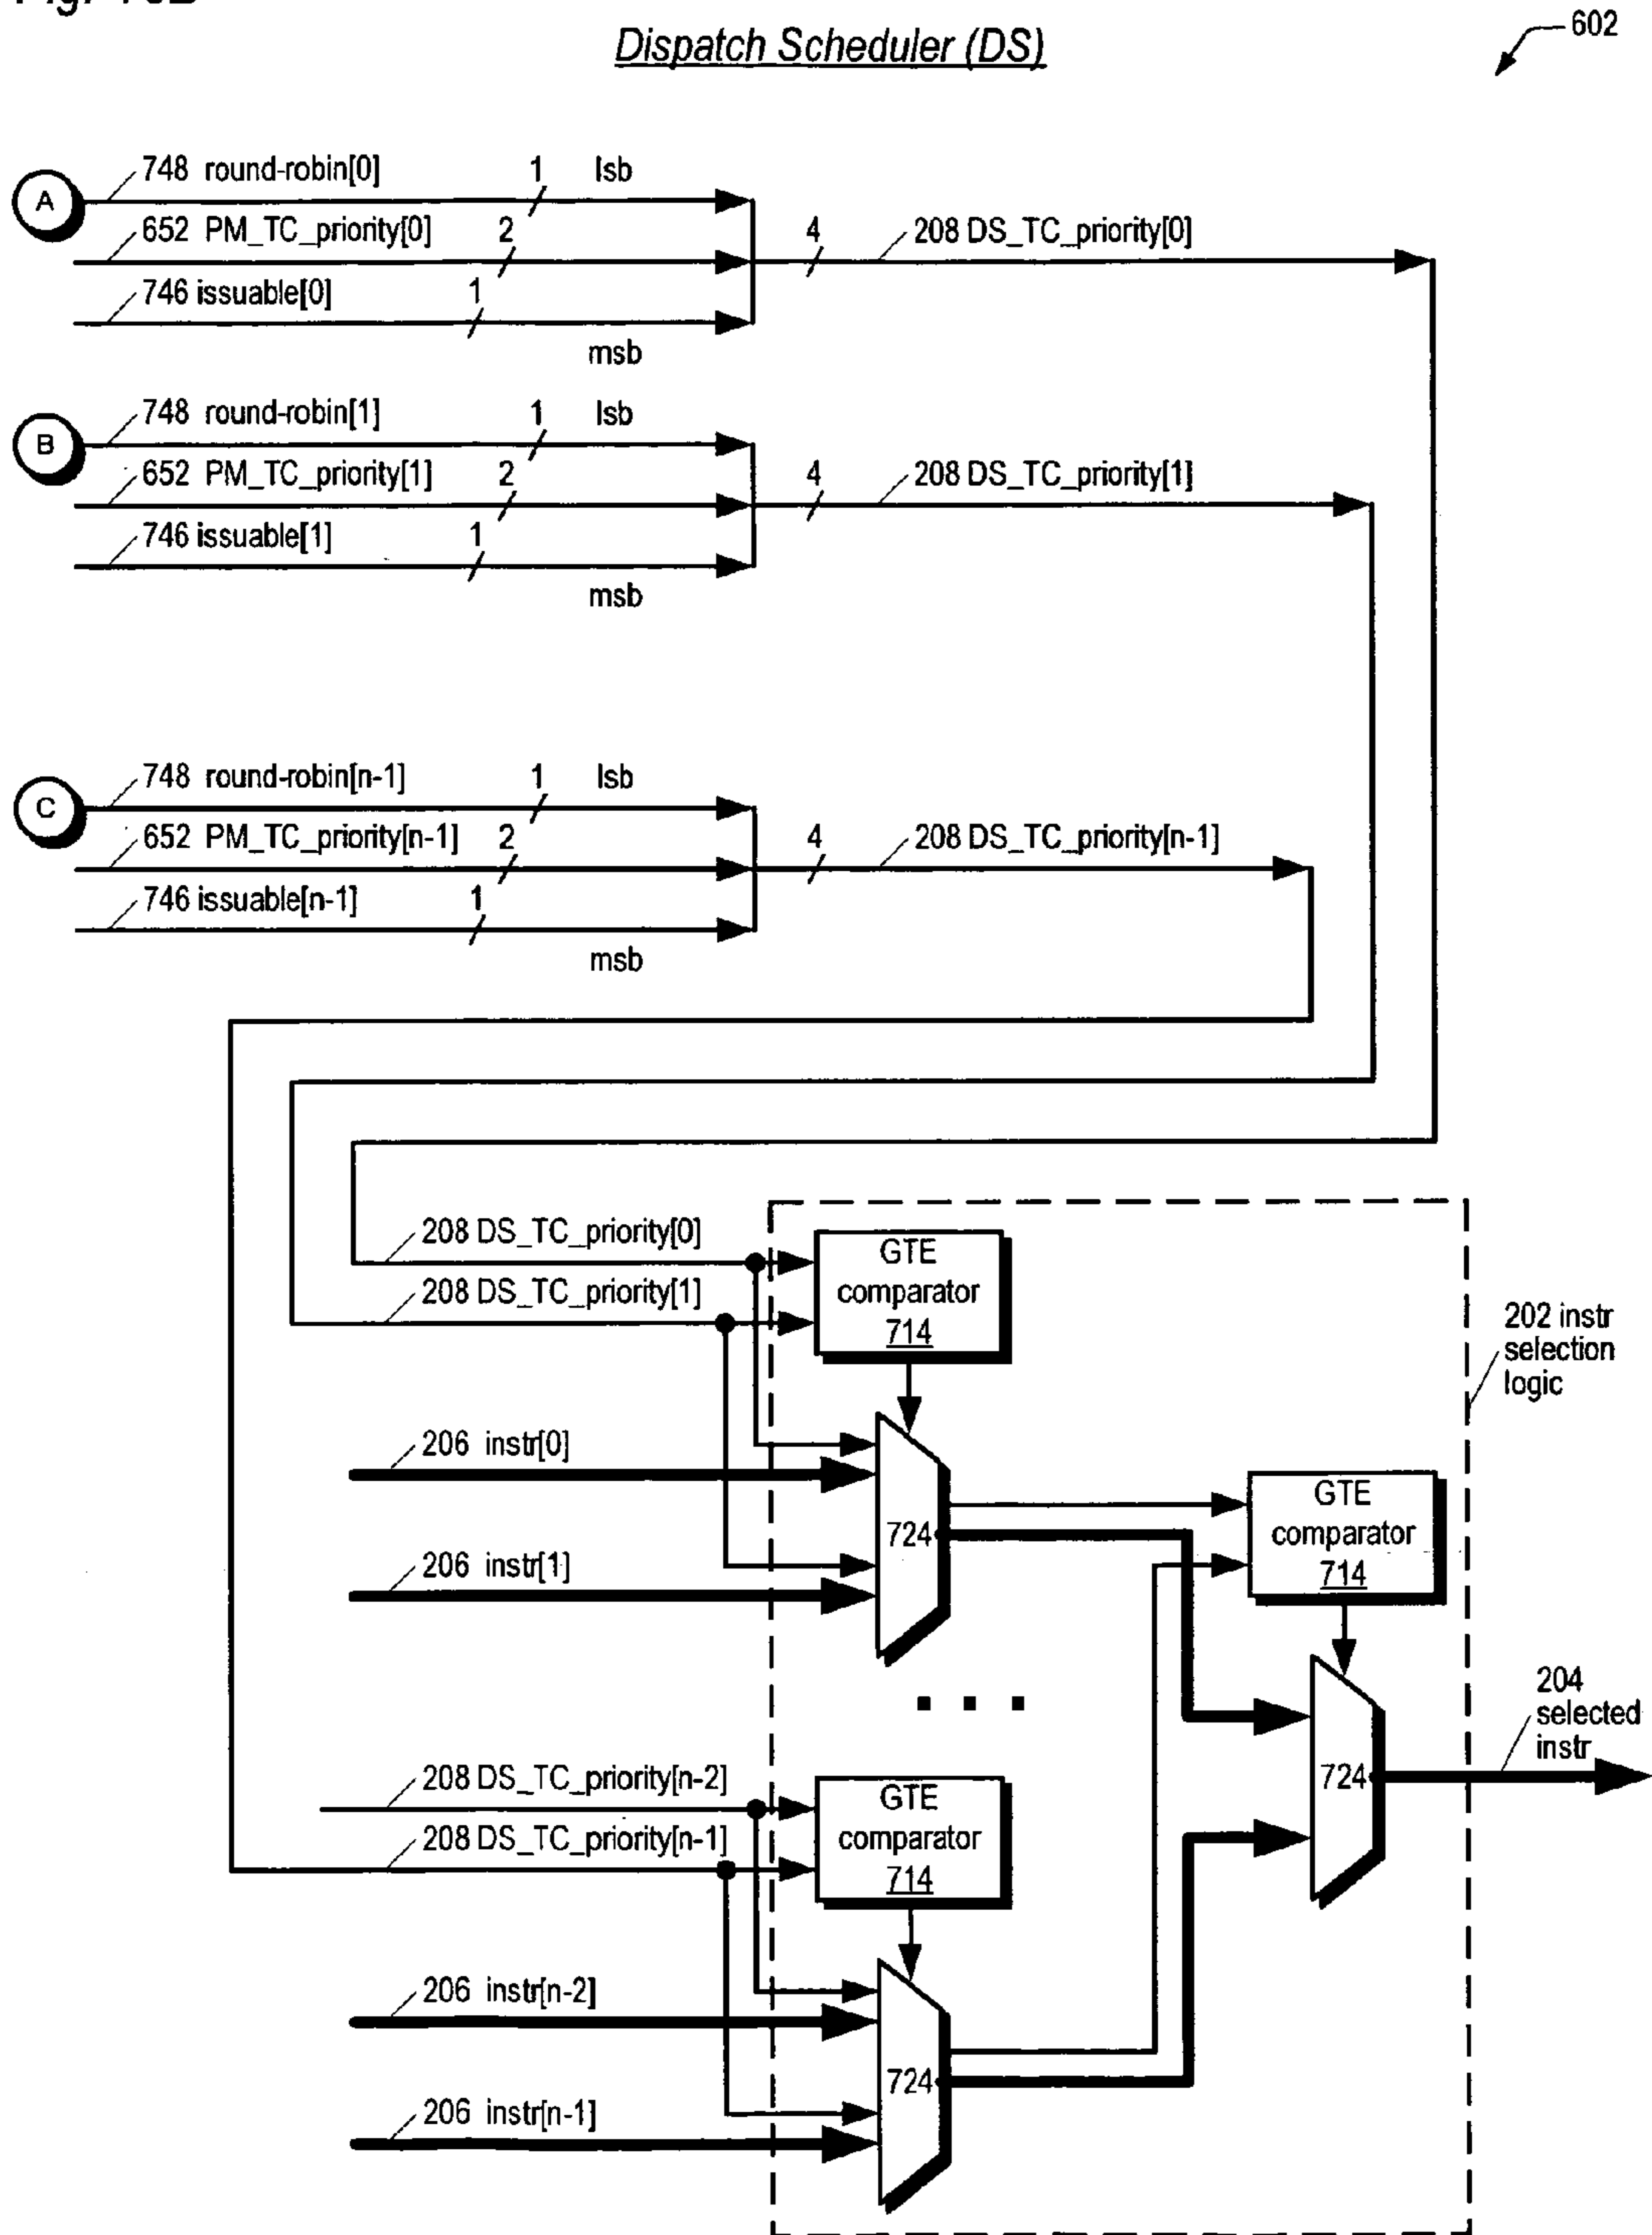 Dispatch Scheduler (DS)
602
A
748 round-robin[0]
1
lsb
652 PM_TC_priority[0]
2
4
208 DS_TC_priority[0]
746 issuable[0]
1
msb
B
748 round-robin[1]
1
lsb
652 PM_TC_priority[1]
2
4
208 DS_TC_priority[1]
746 issuable[1]
1
msb
C
748 round-robin[n-1]
1
lsb
652 PM_TC_priority[n-1]
2
4
208 DS_TC_priority[n-1]
746 issuable[n-1]
1
msb
208 DS_TC_priority[0]
208 DS_TC_priority[1]
GTE
comparator
714
202 instr
selection
logic
206 instr[0]
206 instr[1]
724
GTE
comparator
714
204
selected
instr
724
208 DS_TC_priority[n-2]
208 DS_TC_priority[n-1]
GTE
comparator
714
206 instr[n-2]
206 instr[n-1]
724